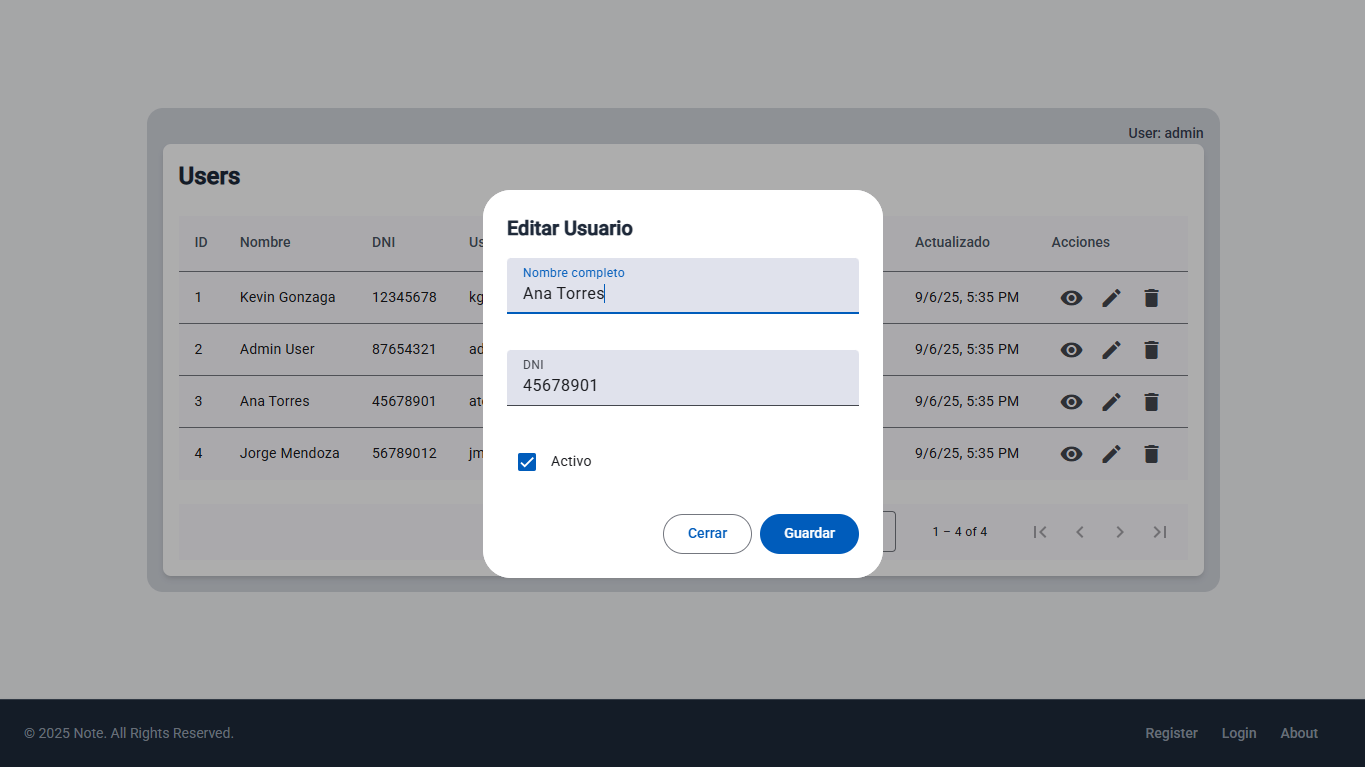 User: admin
Users
ID Nombre DNI Us Actualizado Acciones
1 Kevin Gonzaga 12345678 kg 9/6/25, 5:35 PM
2 Admin User 87654321 ad 9/6/25, 5:35 PM
3 Ana Torres 45678901 at 9/6/25, 5:35 PM
4 Jorge Mendoza 56789012 jm 9/6/25, 5:35 PM
1 – 4 of 4
Editar Usuario
Nombre completo
Ana Torres
DNI
45678901
Activo
Cerrar Guardar
© 2025 Note. All Rights Reserved. Register Login About